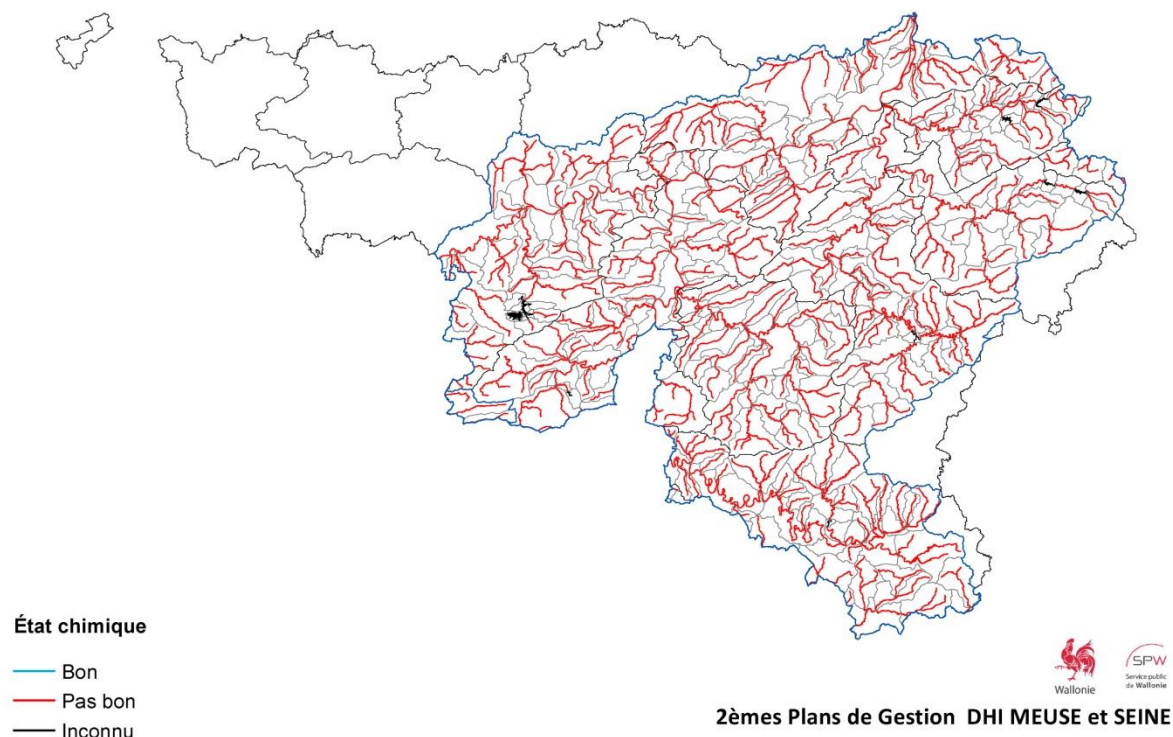 État chimique
Bon
Pas bon
Inconnu
Wallonie
SPW
Service public
de Wallonie
2èmes Plans de Gestion DHI MEUSE et SEINE